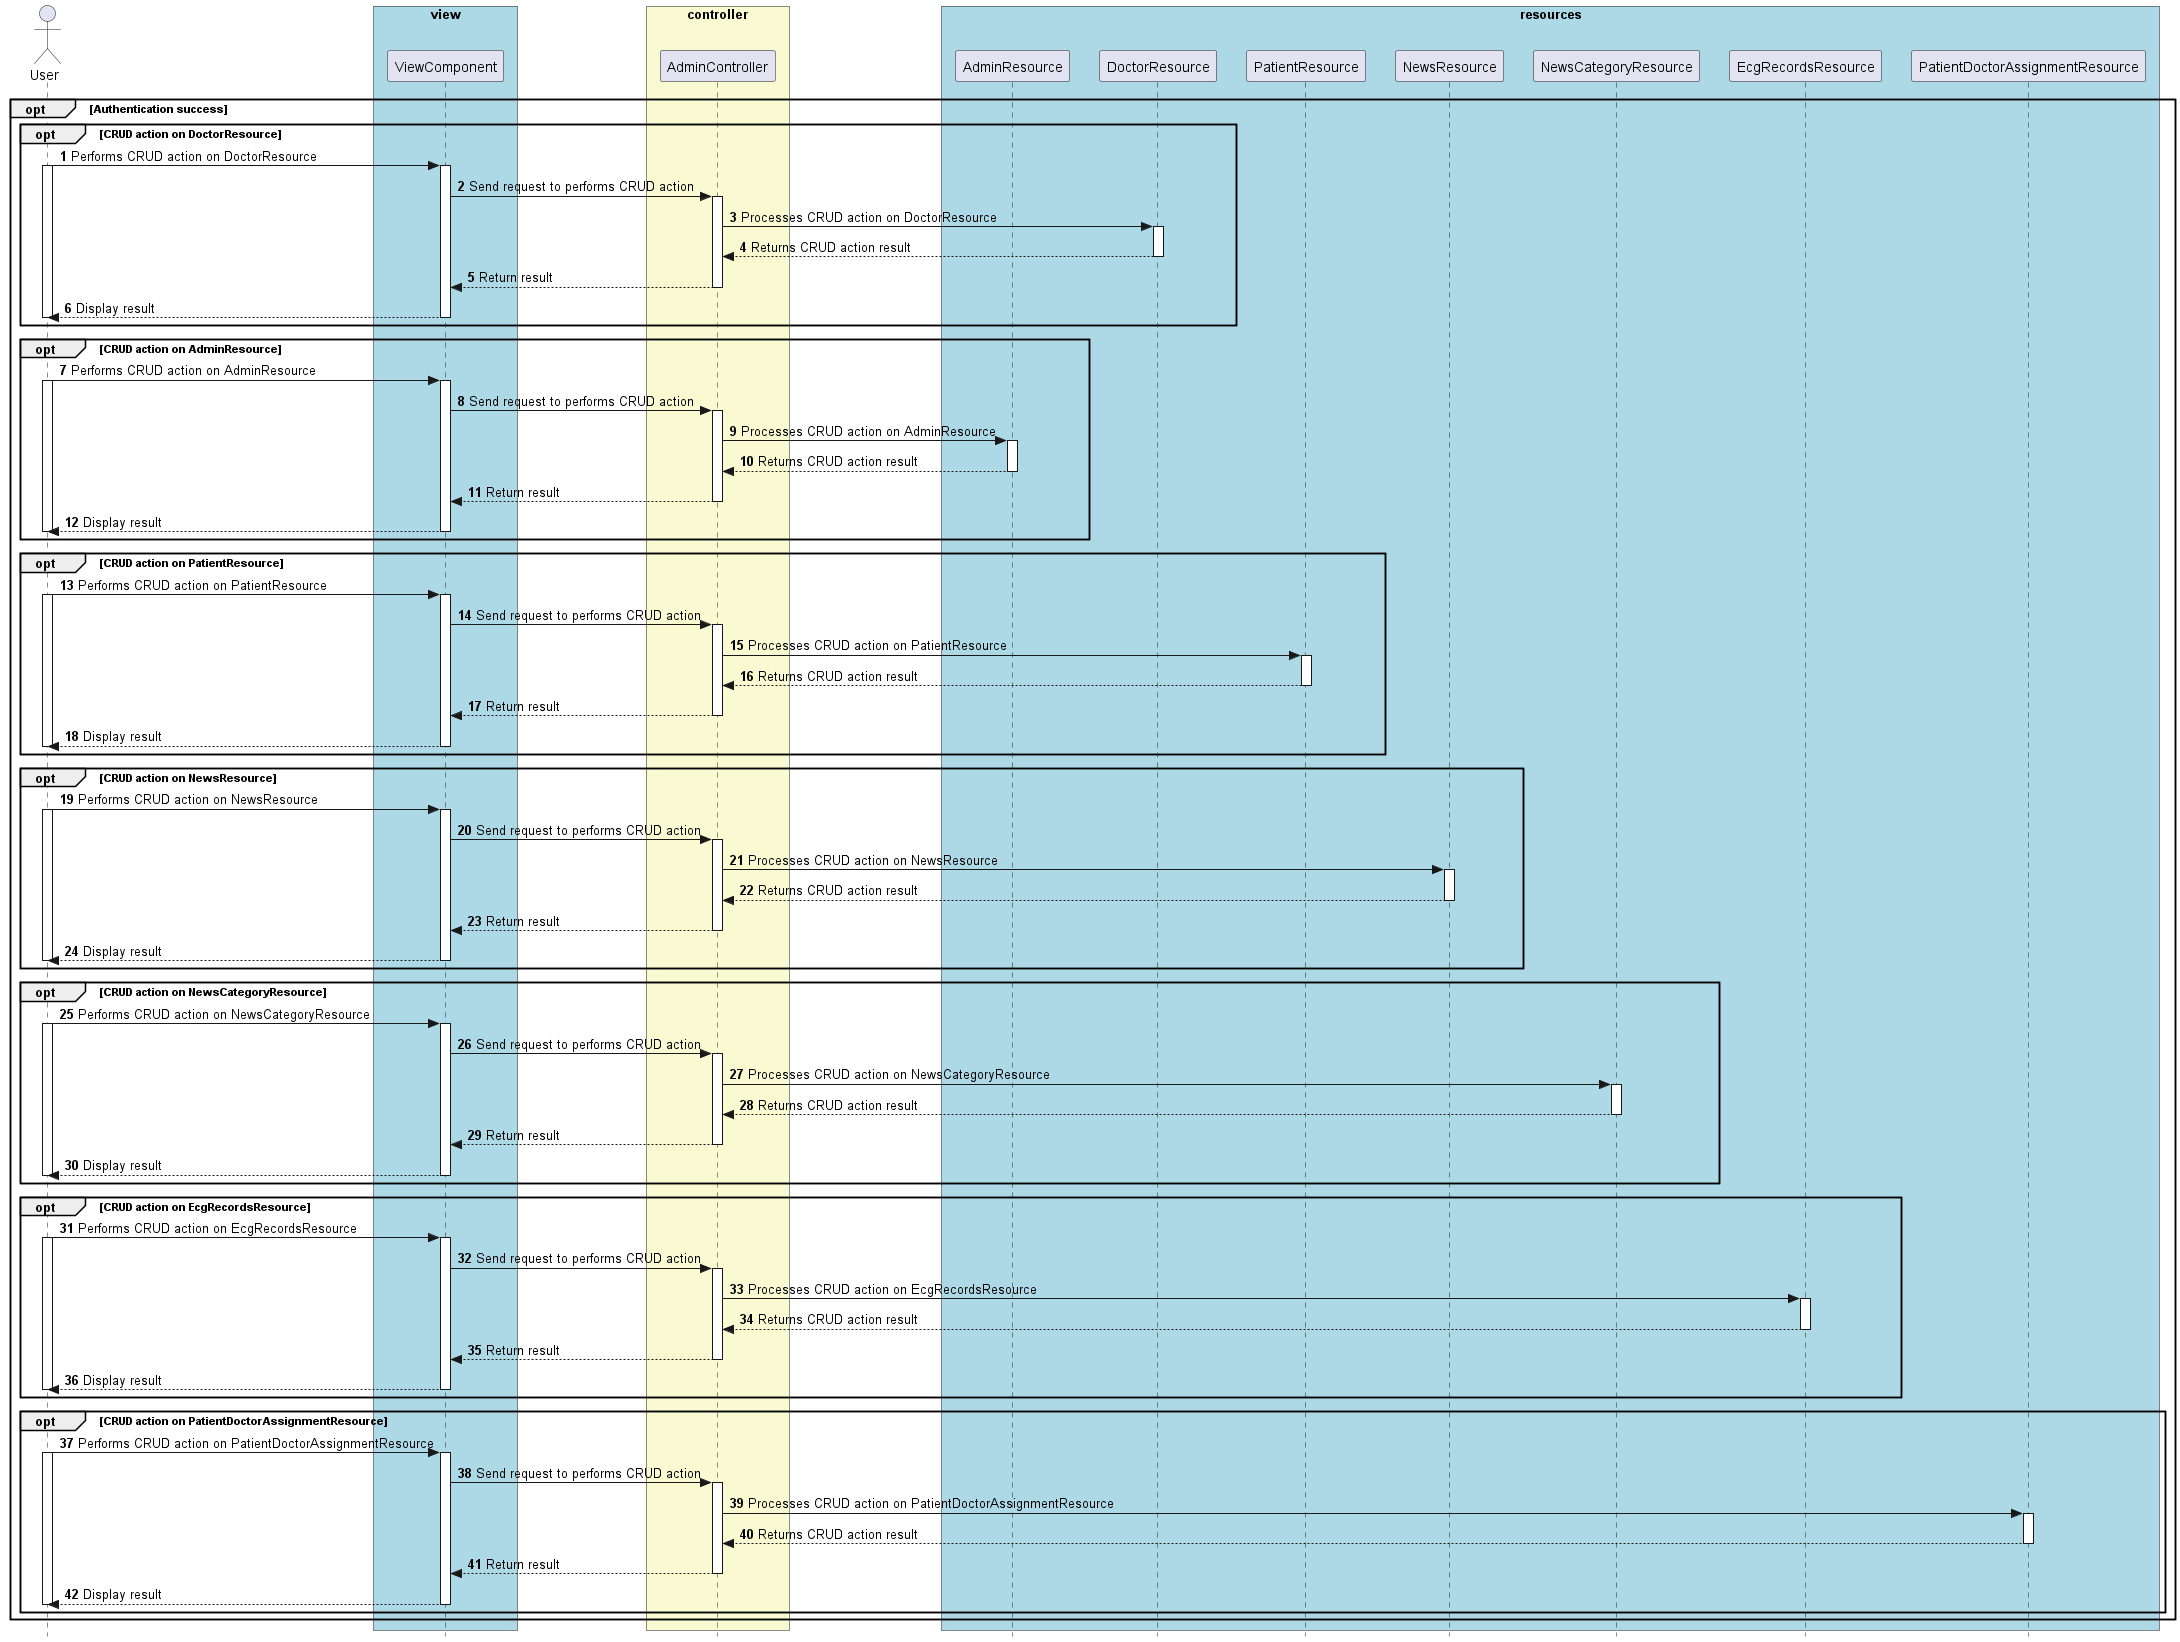 view
controller
resources
User
ViewComponent
AdminController
AdminResource
DoctorResource
PatientResource
NewsResource
NewsCategoryResource
EcgRecordsResource
PatientDoctorAssignmentResource
opt [Authentication success]
opt [CRUD action on DoctorResource]
1 Performs CRUD action on DoctorResource
2 Send request to performs CRUD action
3 Processes CRUD action on DoctorResource
4 Returns CRUD action result
5 Return result
6 Display result
opt [CRUD action on AdminResource]
7 Performs CRUD action on AdminResource
8 Send request to performs CRUD action
9 Processes CRUD action on AdminResource
10 Returns CRUD action result
11 Return result
12 Display result
opt [CRUD action on PatientResource]
13 Performs CRUD action on PatientResource
14 Send request to performs CRUD action
15 Processes CRUD action on PatientResource
16 Returns CRUD action result
17 Return result
18 Display result
opt [CRUD action on NewsResource]
19 Performs CRUD action on NewsResource
20 Send request to performs CRUD action
21 Processes CRUD action on NewsResource
22 Returns CRUD action result
23 Return result
24 Display result
opt [CRUD action on NewsCategoryResource]
25 Performs CRUD action on NewsCategoryResource
26 Send request to performs CRUD action
27 Processes CRUD action on NewsCategoryResource
28 Returns CRUD action result
29 Return result
30 Display result
opt [CRUD action on EcgRecordsResource]
31 Performs CRUD action on EcgRecordsResource
32 Send request to performs CRUD action
33 Processes CRUD action on EcgRecordsResource
34 Returns CRUD action result
35 Return result
36 Display result
opt [CRUD action on PatientDoctorAssignmentResource]
37 Performs CRUD action on PatientDoctorAssignmentResource
38 Send request to performs CRUD action
39 Processes CRUD action on PatientDoctorAssignmentResource
40 Returns CRUD action result
41 Return result
42 Display result